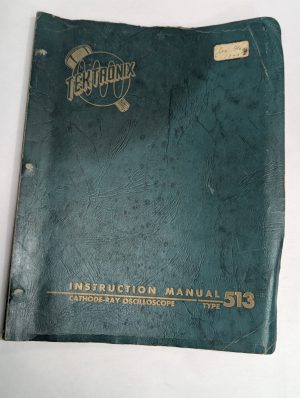 TEKTRONIX
INSTRUCTION MANUAL
CATHODE-RAY OSCILLOSCOPE TYPE 513